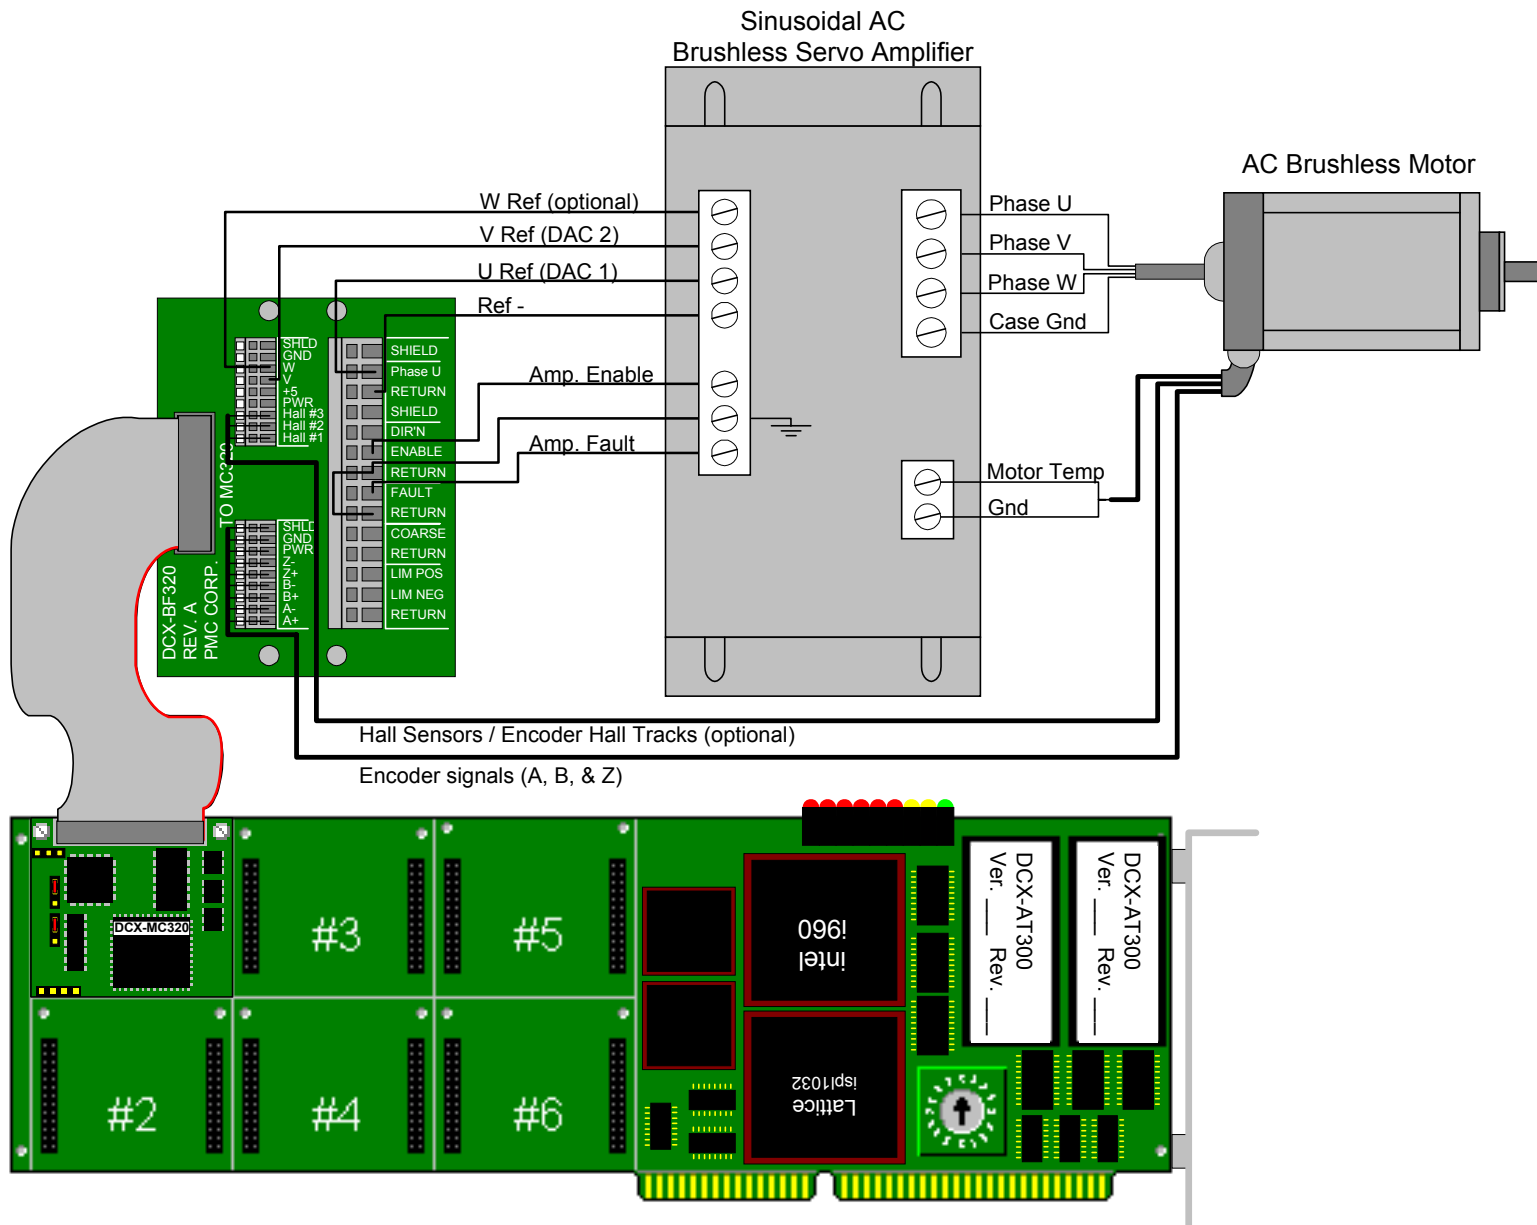 Sinusoidal AC
Brushless Servo Amplifier
AC Brushless Motor
W Ref (optional)
V Ref (DAC 2)
U Ref (DAC 1)
Ref -
Amp. Enable
Amp. Fault
Phase U
Phase V
Phase W
Case Gnd
Motor Temp
Gnd
SHLD
GND
W
V
+5
PWR
Hall #3
Hall #2
Hall #1
SHIELD
Phase U
RETURN
SHIELD
DIR'N
ENABLE
RETURN
FAULT
RETURN
COARSE
RETURN
LIM POS
LIM NEG
RETURN
TO MC320
SHLD
GND
PWR
Z-
Z+
B-
B+
A-
A+
DCX-BF320
REV. A
PMC CORP.
Hall Sensors / Encoder Hall Tracks (optional)
Encoder signals (A, B, & Z)
DCX-MC320
#3
#5
#2
#4
#6
intel
i960
Lattice
ispl1032
DCX-AT300
Ver. ___ Rev. ___
DCX-AT300
Ver. ___ Rev. ___